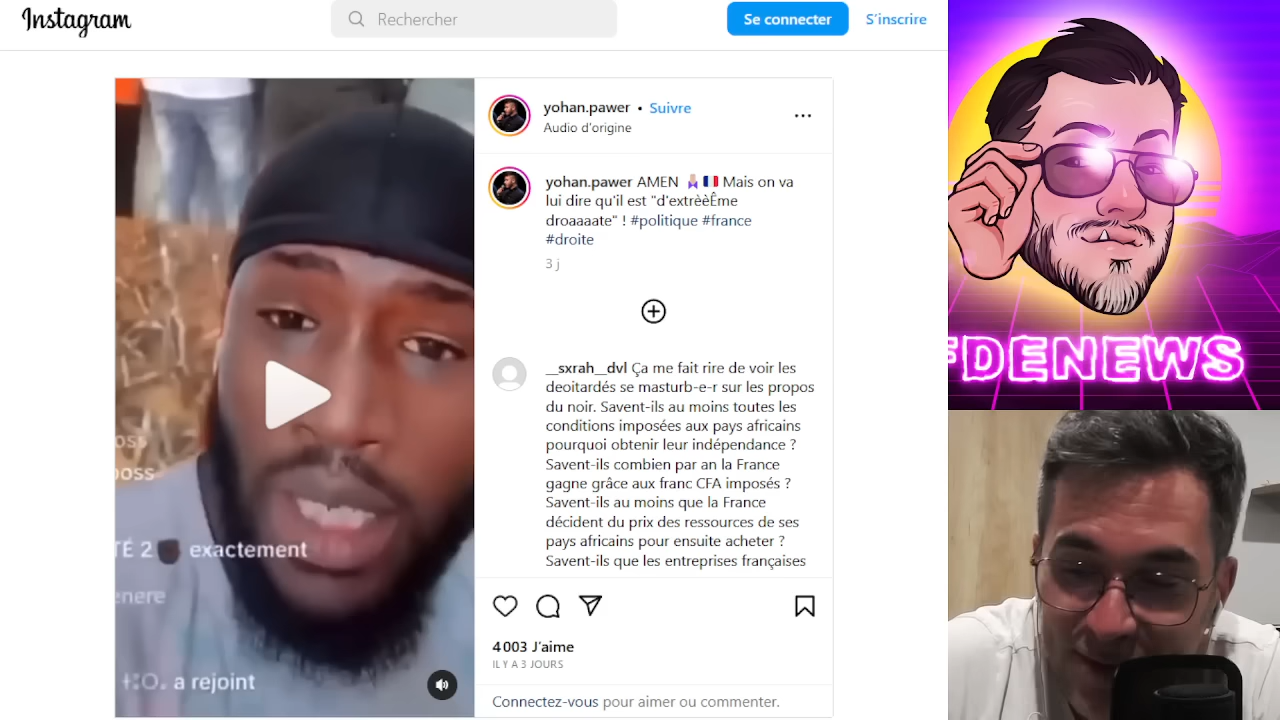 Instagram
Rechercher
Se connecter
S'inscrire
yohan.pawer • Suivre
Audio d'origine
yohan.pawer AMEN Mais on va
lui dire qu'il est "d'extrèèÊme
droaaaate" ! #politique #france
#droite
3 j
__sxrah__dvl Ça me fait rire de voir les
deoitardés se masturb-e-r sur les propos
du noir. Savent-ils au moins toutes les
conditions imposées aux pays africains
pourquoi obtenir leur indépendance ?
Savent-ils combien par an la France
gagne grâce aux franc CFA imposés ?
Savent-ils au moins que la France
décident du prix des ressources de ses
pays africains pour ensuite acheter ?
Savent-ils que les entreprises françaises
4 003 J'aime
IL Y A 3 JOURS
Connectez-vous pour aimer ou commenter.
oss
boss
TÉ 2 exactement
enere
a rejoint
DENEWS